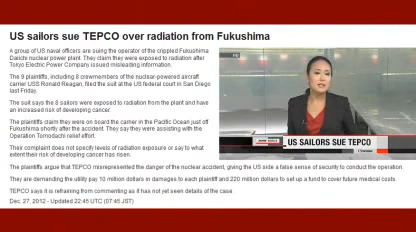 US sailors sue TEPCO over radiation from Fukushima
A group of US naval officers are suing the operator of the crippled Fukushima
Daiichi nuclear power plant. They claim they were exposed to radiation after
Tokyo Electric Power Company issued misleading information.
The 9 plaintiffs, including 8 crewmembers of the nuclear-powered aircraft
carrier USS Ronald Reagan, filed the suit at the US federal court in San Diego
last Friday.
The suit says the 8 sailors were exposed to radiation from the plant and have
an increased risk of developing cancer.
The plaintiffs claim they were on board the carrier in the Pacific Ocean just off
Fukushima shortly after the accident. They say they were assisting with the
Operation Tomodachi relief effort.
Their complaint does not specify levels of radiation exposure or say to what
extent their risk of developing cancer has risen.
US SAILORS SUE TEPCO
The plaintiffs argue that TEPCO misrepresented the danger of the nuclear accident, giving the US side a false sense of security to conduct the operation.
They are demanding the utility pay 10 million dollars in damages to each plaintiff and 220 million dollars to set up a fund to cover future medical costs.
TEPCO says it is refraining from commenting as it has not yet seen details of the case
Dec. 27, 2012 - Updated 22:45 UTC (07:45 JST)